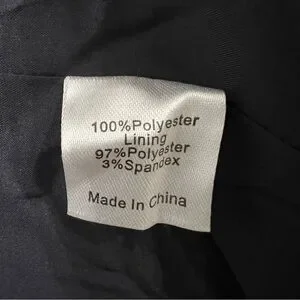 100%Polyester
Lining
97%Polyester
3%Spandex
Made In China